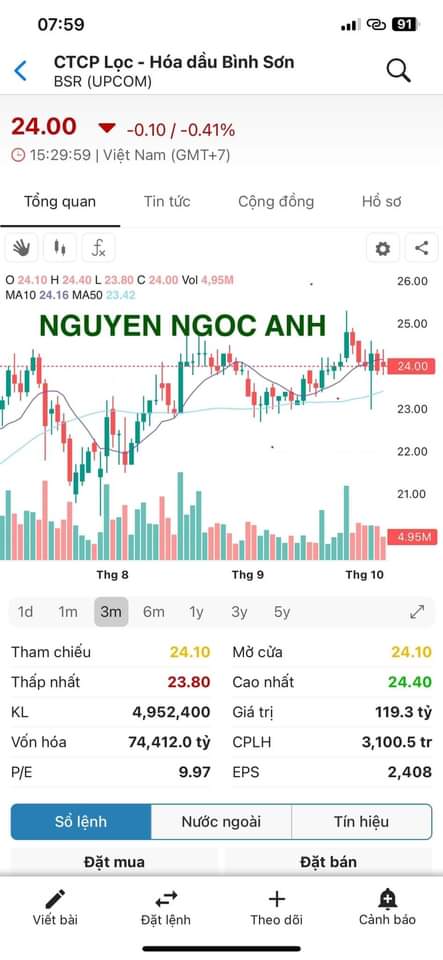 07:59
91
CTCP Lọc - Hóa dầu Bình Sơn
BSR (UPCOM)
24.00 -0.10 / -0.41%
15:29:59 | Việt Nam (GMT+7)
Tổng quan Tin tức Cộng đồng Hồ sơ
fx
O 24.10 H 24.40 L 23.80 C 24.00 Vol 4,95M
MA10 24.16 MA50 23.42
NGUYEN NGOC ANH
26.00
25.00
24.00
23.00
22.00
21.00
4.95M
Thg 8 Thg 9 Thg 10
1d 1m 3m 6m 1y 3y 5y
Tham chiếu 24.10 Mở cửa 24.10
Thấp nhất 23.80 Cao nhất 24.40
KL 4,952,400 Giá trị 119.3 tỷ
Vốn hóa 74,412.0 tỷ CPLH 3,100.5 tr
P/E 9.97 EPS 2,408
Sổ lệnh Nước ngoài Tín hiệu
Đặt mua Đặt bán
Viết bài Đặt lệnh Theo dõi Cảnh báo